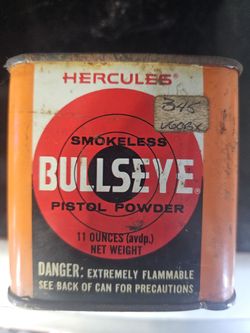 HERCULES®
345
SMOKELESS
BULLSEYE®
PISTOL POWDER
11 OUNCES (avdp.)
NET WEIGHT
DANGER: EXTREMELY FLAMMABLE
SEE BACK OF CAN FOR PRECAUTIONS